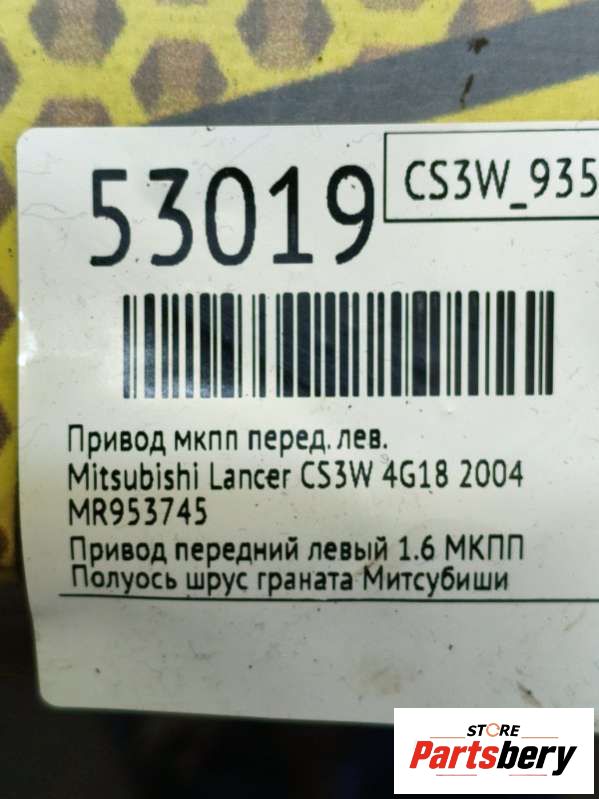 53019
CS3W_935
Привод мкпп перед. лев.
Mitsubishi Lancer CS3W 4G18 2004
MR953745
Привод передний левый 1.6 МКПП
Полуось шрус граната Митсубиши
STORE
Partsbery